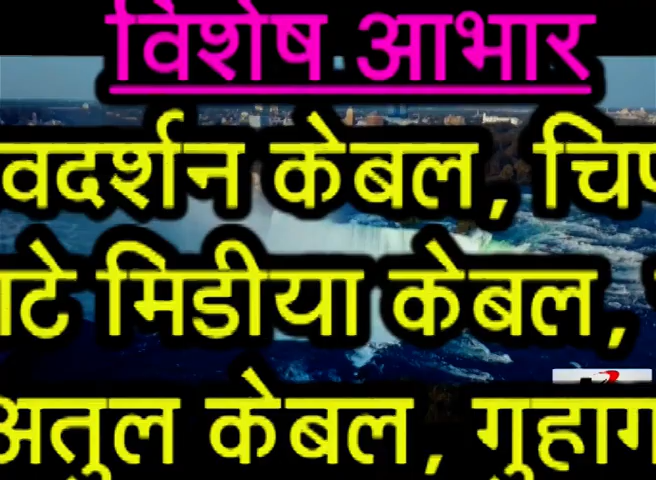 विशेष आभार
वदर्शन केबल, चि
टे मिडीया केबल,
अतुल केबल, गुहाग